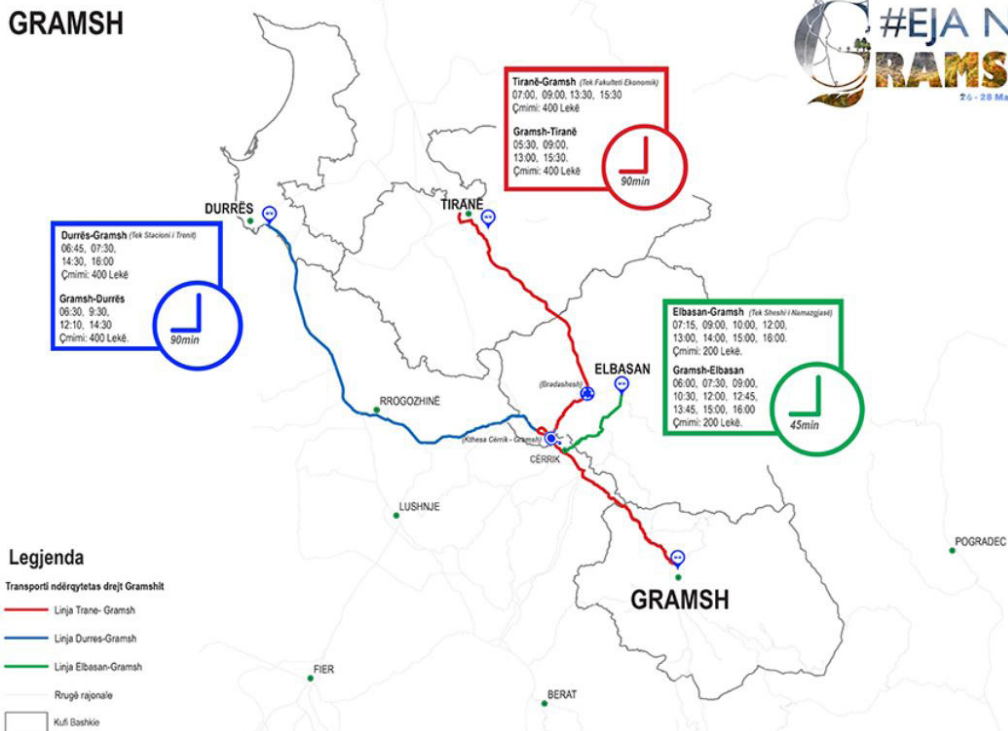 GRAMSH
#EJA N
GRAMS
26 - 28 Ma
Tiranë-Gramsh (Tek Fakulteti Ekonomik)
07:00, 09:00, 13:30, 15:30
Çmimi: 400 Lekë
Gramsh-Tiranë
05:30, 09:00,
13:00, 15:30.
Çmimi: 400 Lekë
90min
DURRËS
TIRANË
Durrës-Gramsh (Tek Stacioni i Trenit)
06:45, 07:30,
14:30, 16:00
Çmimi: 400 Lekë
Gramsh-Durrës
06:30, 9:30,
12:10, 14:30
Çmimi: 400 Lekë.
90min
Elbasan-Gramsh (Tek Sheshi i Namazgjasë)
07:15, 09:00, 10:00, 12:00,
13:00, 14:00, 15:00, 16:00.
Çmimi: 200 Lekë.
Gramsh-Elbasan
06:00, 07:30, 09:00,
10:30, 12:00, 12:45,
13:45, 15:00, 16:00
Çmimi: 200 Lekë.
45min
ELBASAN
(Bradashesh)
RROGOZHINË
(Kthesa Cërrik - Gramsh)
CËRRIK
LUSHNJE
POGRADEC
GRAMSH
FIER
BERAT
Legjenda
Transporti ndërqytetas drejt Gramshit
Linja Trane- Gramsh
Linja Durres-Gramsh
Linja Elbasan-Gramsh
Rrugë rajonale
Kufi Bashkie